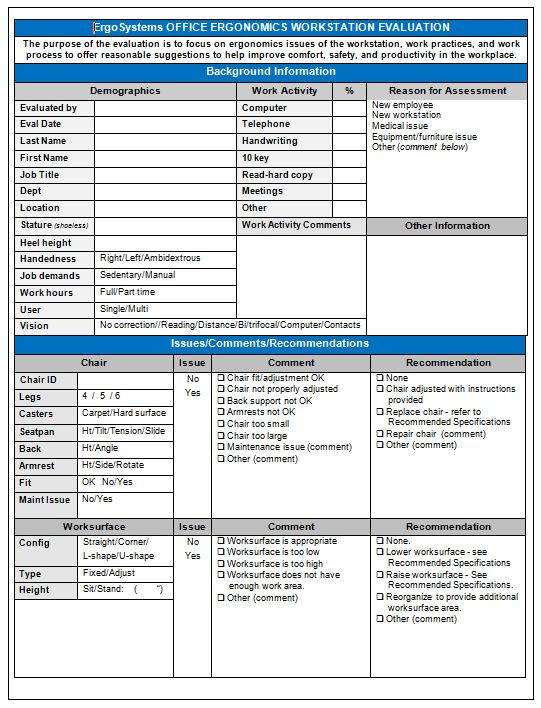 ErgoSystems OFFICE ERGONOMICS WORKSTATION EVALUATION
The purpose of the evaluation is to focus on ergonomics issues of the workstation, work practices, and work
process to offer reasonable suggestions to help improve comfort, safety, and productivity in the workplace.
Background Information
Demographics Work Activity % Reason for Assessment
Evaluated by Computer New employee
Eval Date Telephone New workstation
Last Name Handwriting Medical issue
First Name 10 key Equipment/furniture issue
Job Title Read-hard copy Other (comment below)
Dept Meetings
Location Other
Stature (shoeless) Work Activity Comments Other Information
Heel height
Handedness Right/Left/Ambidextrous
Job demands Sedentary/Manual
Work hours Full/Part time
User Single/Multi
Vision No correction//Reading/Distance/Bi/trifocal/Computer/Contacts
Issues/Comments/Recommendations
Chair Issue Comment Recommendation
Chair ID
Legs 4 / 5 / 6
Casters Carpet/Hard surface
Seatpan Ht/Tilt/Tension/Slide
Back Ht/Angle
Armrest Ht/Side/Rotate
Fit OK No/Yes
Maint Issue No/Yes
No
Yes
❑ Chair fit/adjustment OK
❑ Chair not properly adjusted
❑ Back support not OK
❑ Armrests not OK
❑ Chair too small
❑ Chair too large
❑ Maintenance issue (comment)
❑ Other (comment)
❑ None
❑ Chair adjusted with instructions
provided
❑ Replace chair - refer to
Recommended Specifications
❑ Repair chair (comment)
❑ Other (comment)
Worksurface Issue Comment Recommendation
Config Straight/Corner/
L-shape/U-shape
Type Fixed/Adjust
Height Sit/Stand: ( ")
No
Yes
❑ Worksurface is appropriate
❑ Worksurface is too low
❑ Worksurface is too high
❑ Worksurface does not have
enough work area.
❑ Other (comment)
❑ None.
❑ Lower worksurface - see
Recommended Specifications
❑ Raise worksurface - See
Recommended Specifications.
❑ Reorganize to provide additional
worksurface area.
❑ Other (comment)